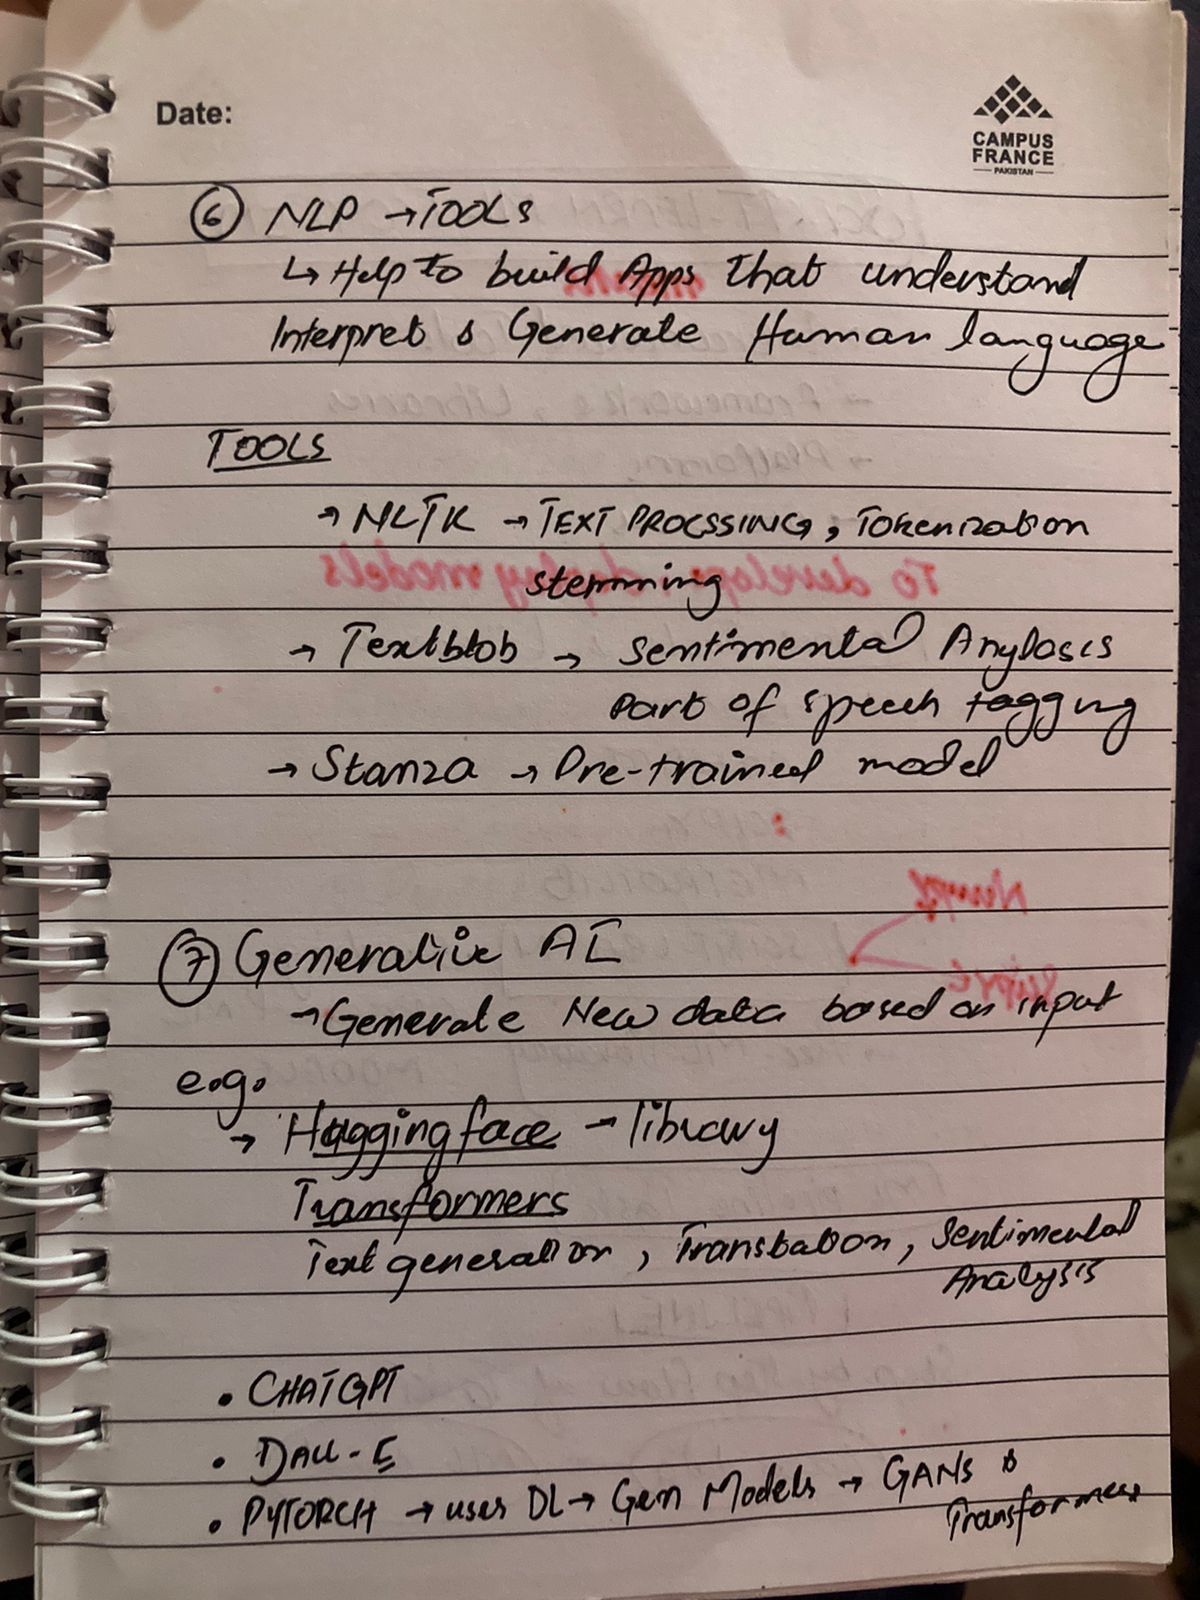 Date:
CAMPUS
FRANCE
PAKISTAN
⑥ NLP → TOOLS
↳ Help to build Apps that understand
Interpret & Generate Human language
TOOLS
→ NLTK → TEXT PROCSSING, Tokenization
stemming
→ Textblob → Sentimental Anylasis
Part of speech tagging
→ Stanza → Pre-trained model
⑦ Generative AI
→ Generate New data based on input
e.g.
→ Haggingface - library
Transformers
Text generation, Translation, Sentimental
Analysis
• CHATGPT
• DALL-E
• PYTORCH → uses DL → Gen Models → GANs &
Transformers